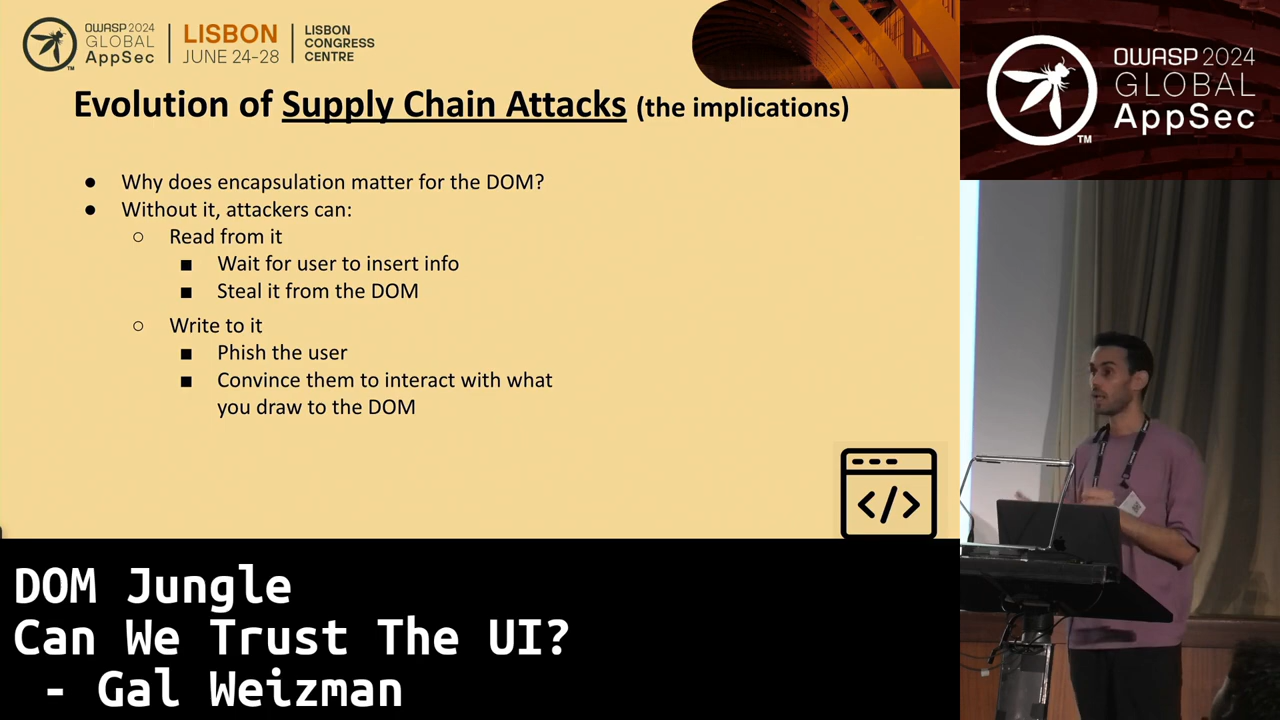 OWASP 2024
GLOBAL
AppSec
LISBON
JUNE 24-28
LISBON
CONGRESS
CENTRE
Evolution of Supply Chain Attacks (the implications)
● Why does encapsulation matter for the DOM?
● Without it, attackers can:
○ Read from it
■ Wait for user to insert info
■ Steal it from the DOM
○ Write to it
■ Phish the user
■ Convince them to interact with what
you draw to the DOM
</>
DOM Jungle
Can We Trust The UI?
- Gal Weizman
OWASP 2024
GLOBAL
AppSec
TM